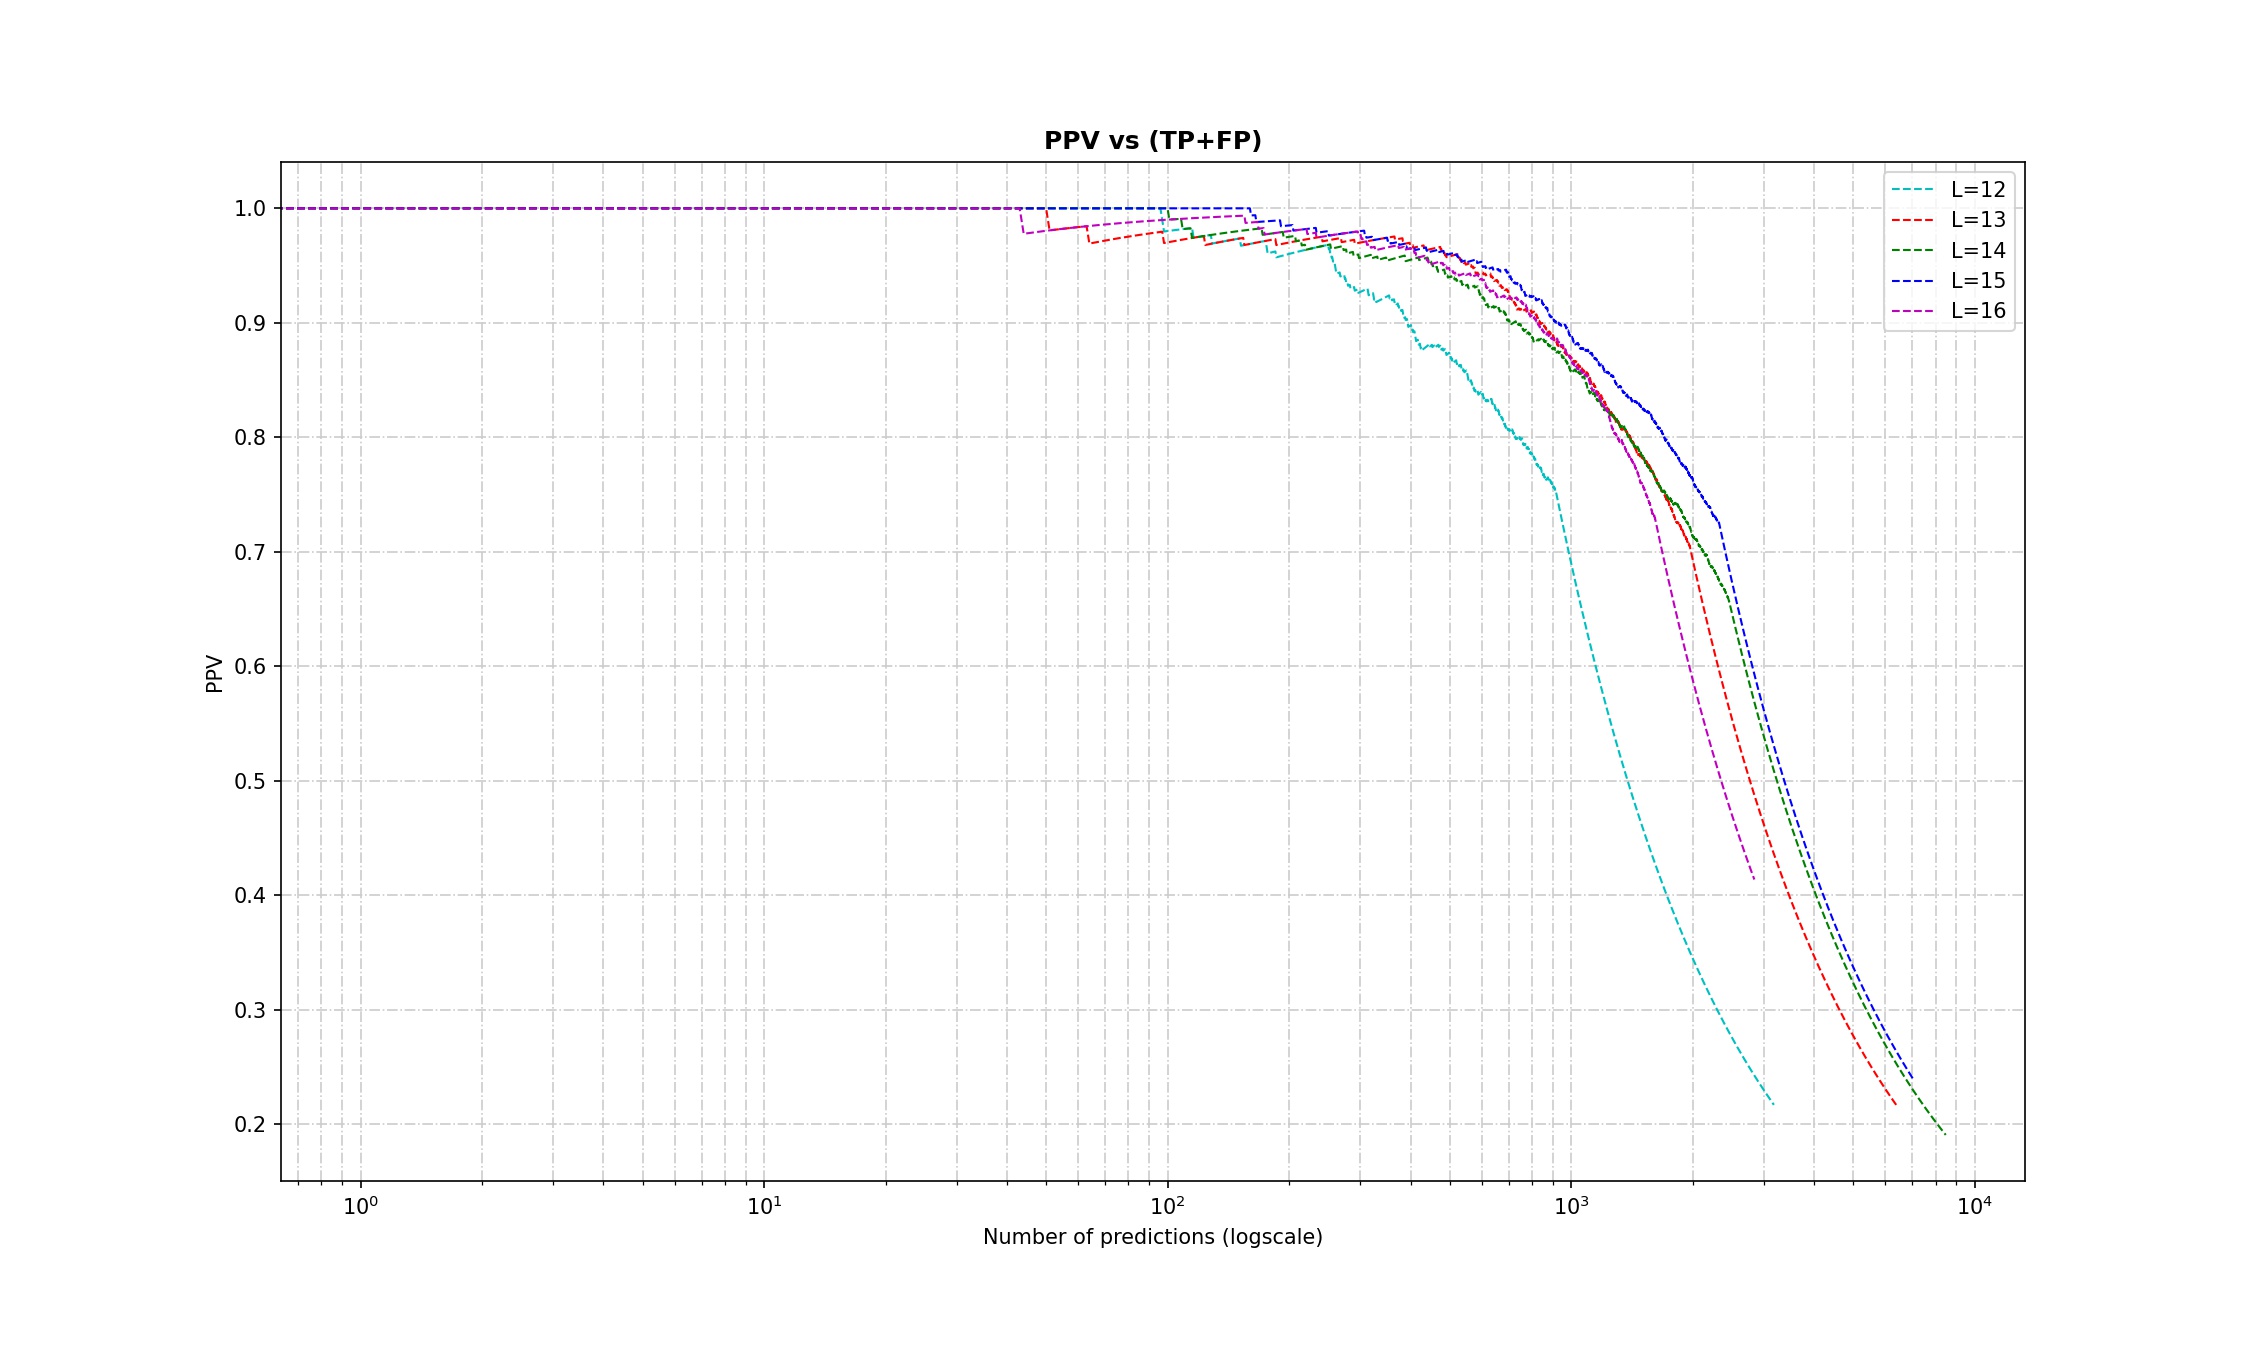 PPV vs (TP+FP)
L=12
L=13
L=14
L=15
L=16
1.0
0.9
0.8
0.7
0.6
0.5
0.4
0.3
0.2
PPV
10⁰ 10¹ 10² 10³ 10⁴
Number of predictions (logscale)